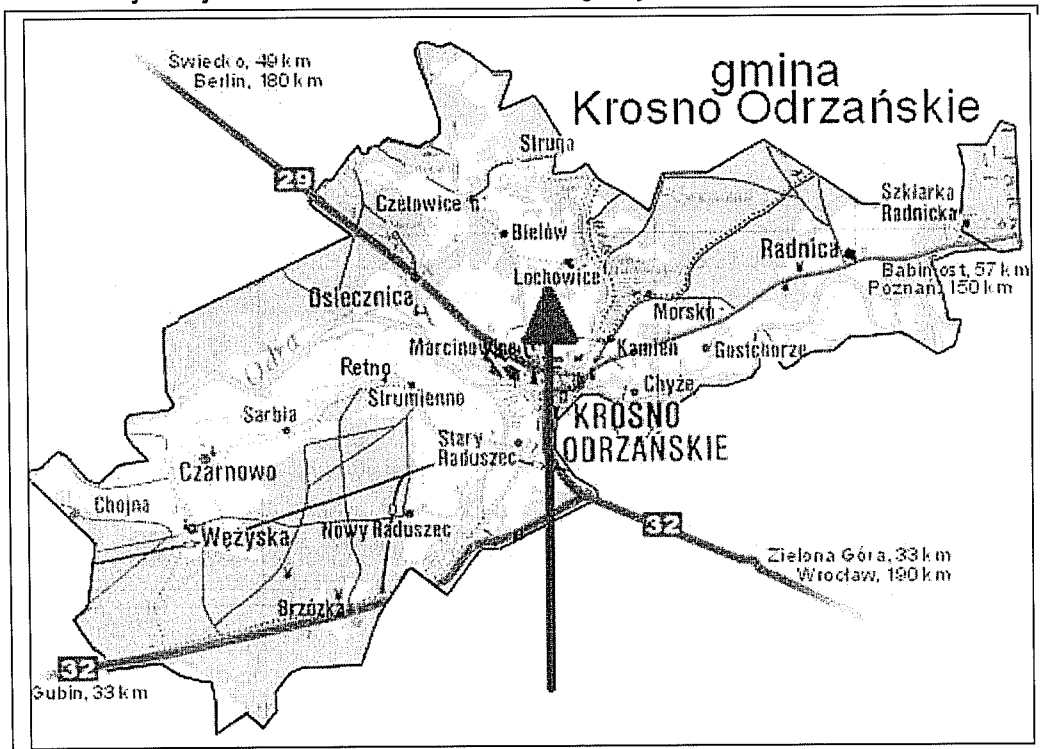 gmina
Krosno Odrzańskie
Świecko, 49 km
Berlin, 180 km
29
Struga
Czetowice
Bielów
Łochowice
Szklarka
Radnicka
Radnica
Babimost, 57 km
Poznań, 150 km
Osiecznica
Morsko
Marcinowice
Kamień
Gostchorze
Odra
Retno
Chyże
Strumienno
KROSNO
ODRZAŃSKIE
Sarbia
Stary
Raduszec
Czarnowo
Chojna
Wężyska
Nowy Raduszec
32
Zielona Góra, 33 km
Wrocław, 190 km
Brzózka
32
Gubin, 33 km